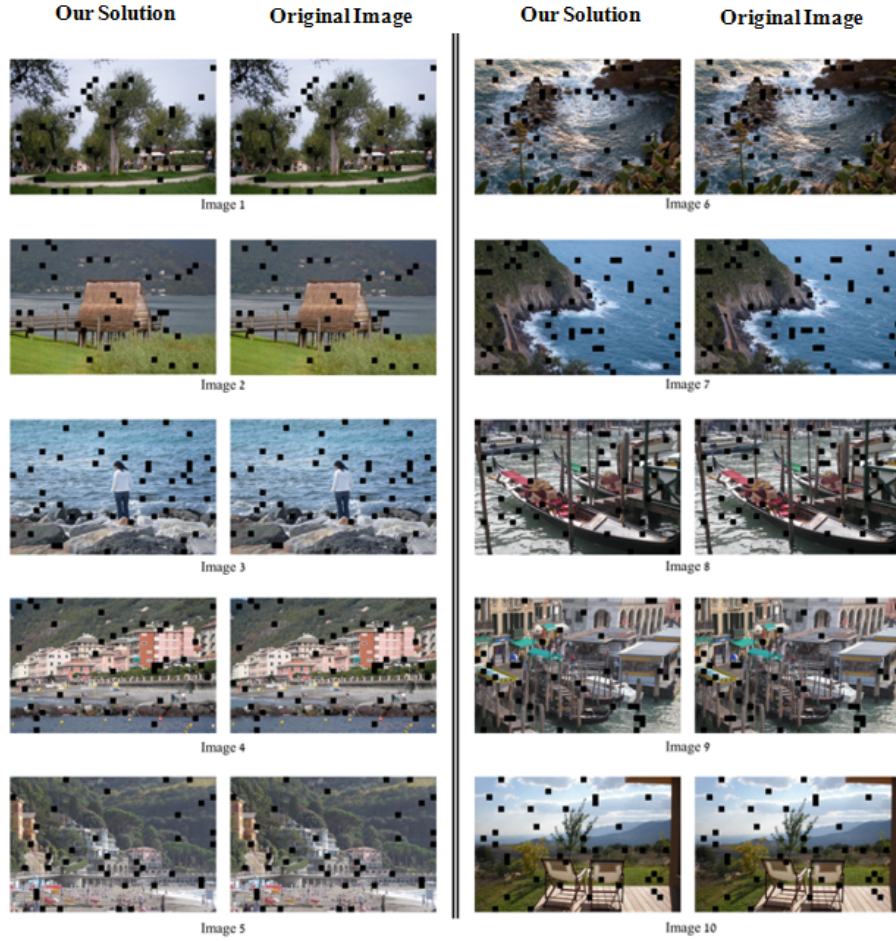 Our Solution
Original Image
Our Solution
Original Image
Image 1
Image 6
Image 2
Image 7
Image 3
Image 8
Image 4
Image 9
Image 5
Image 10